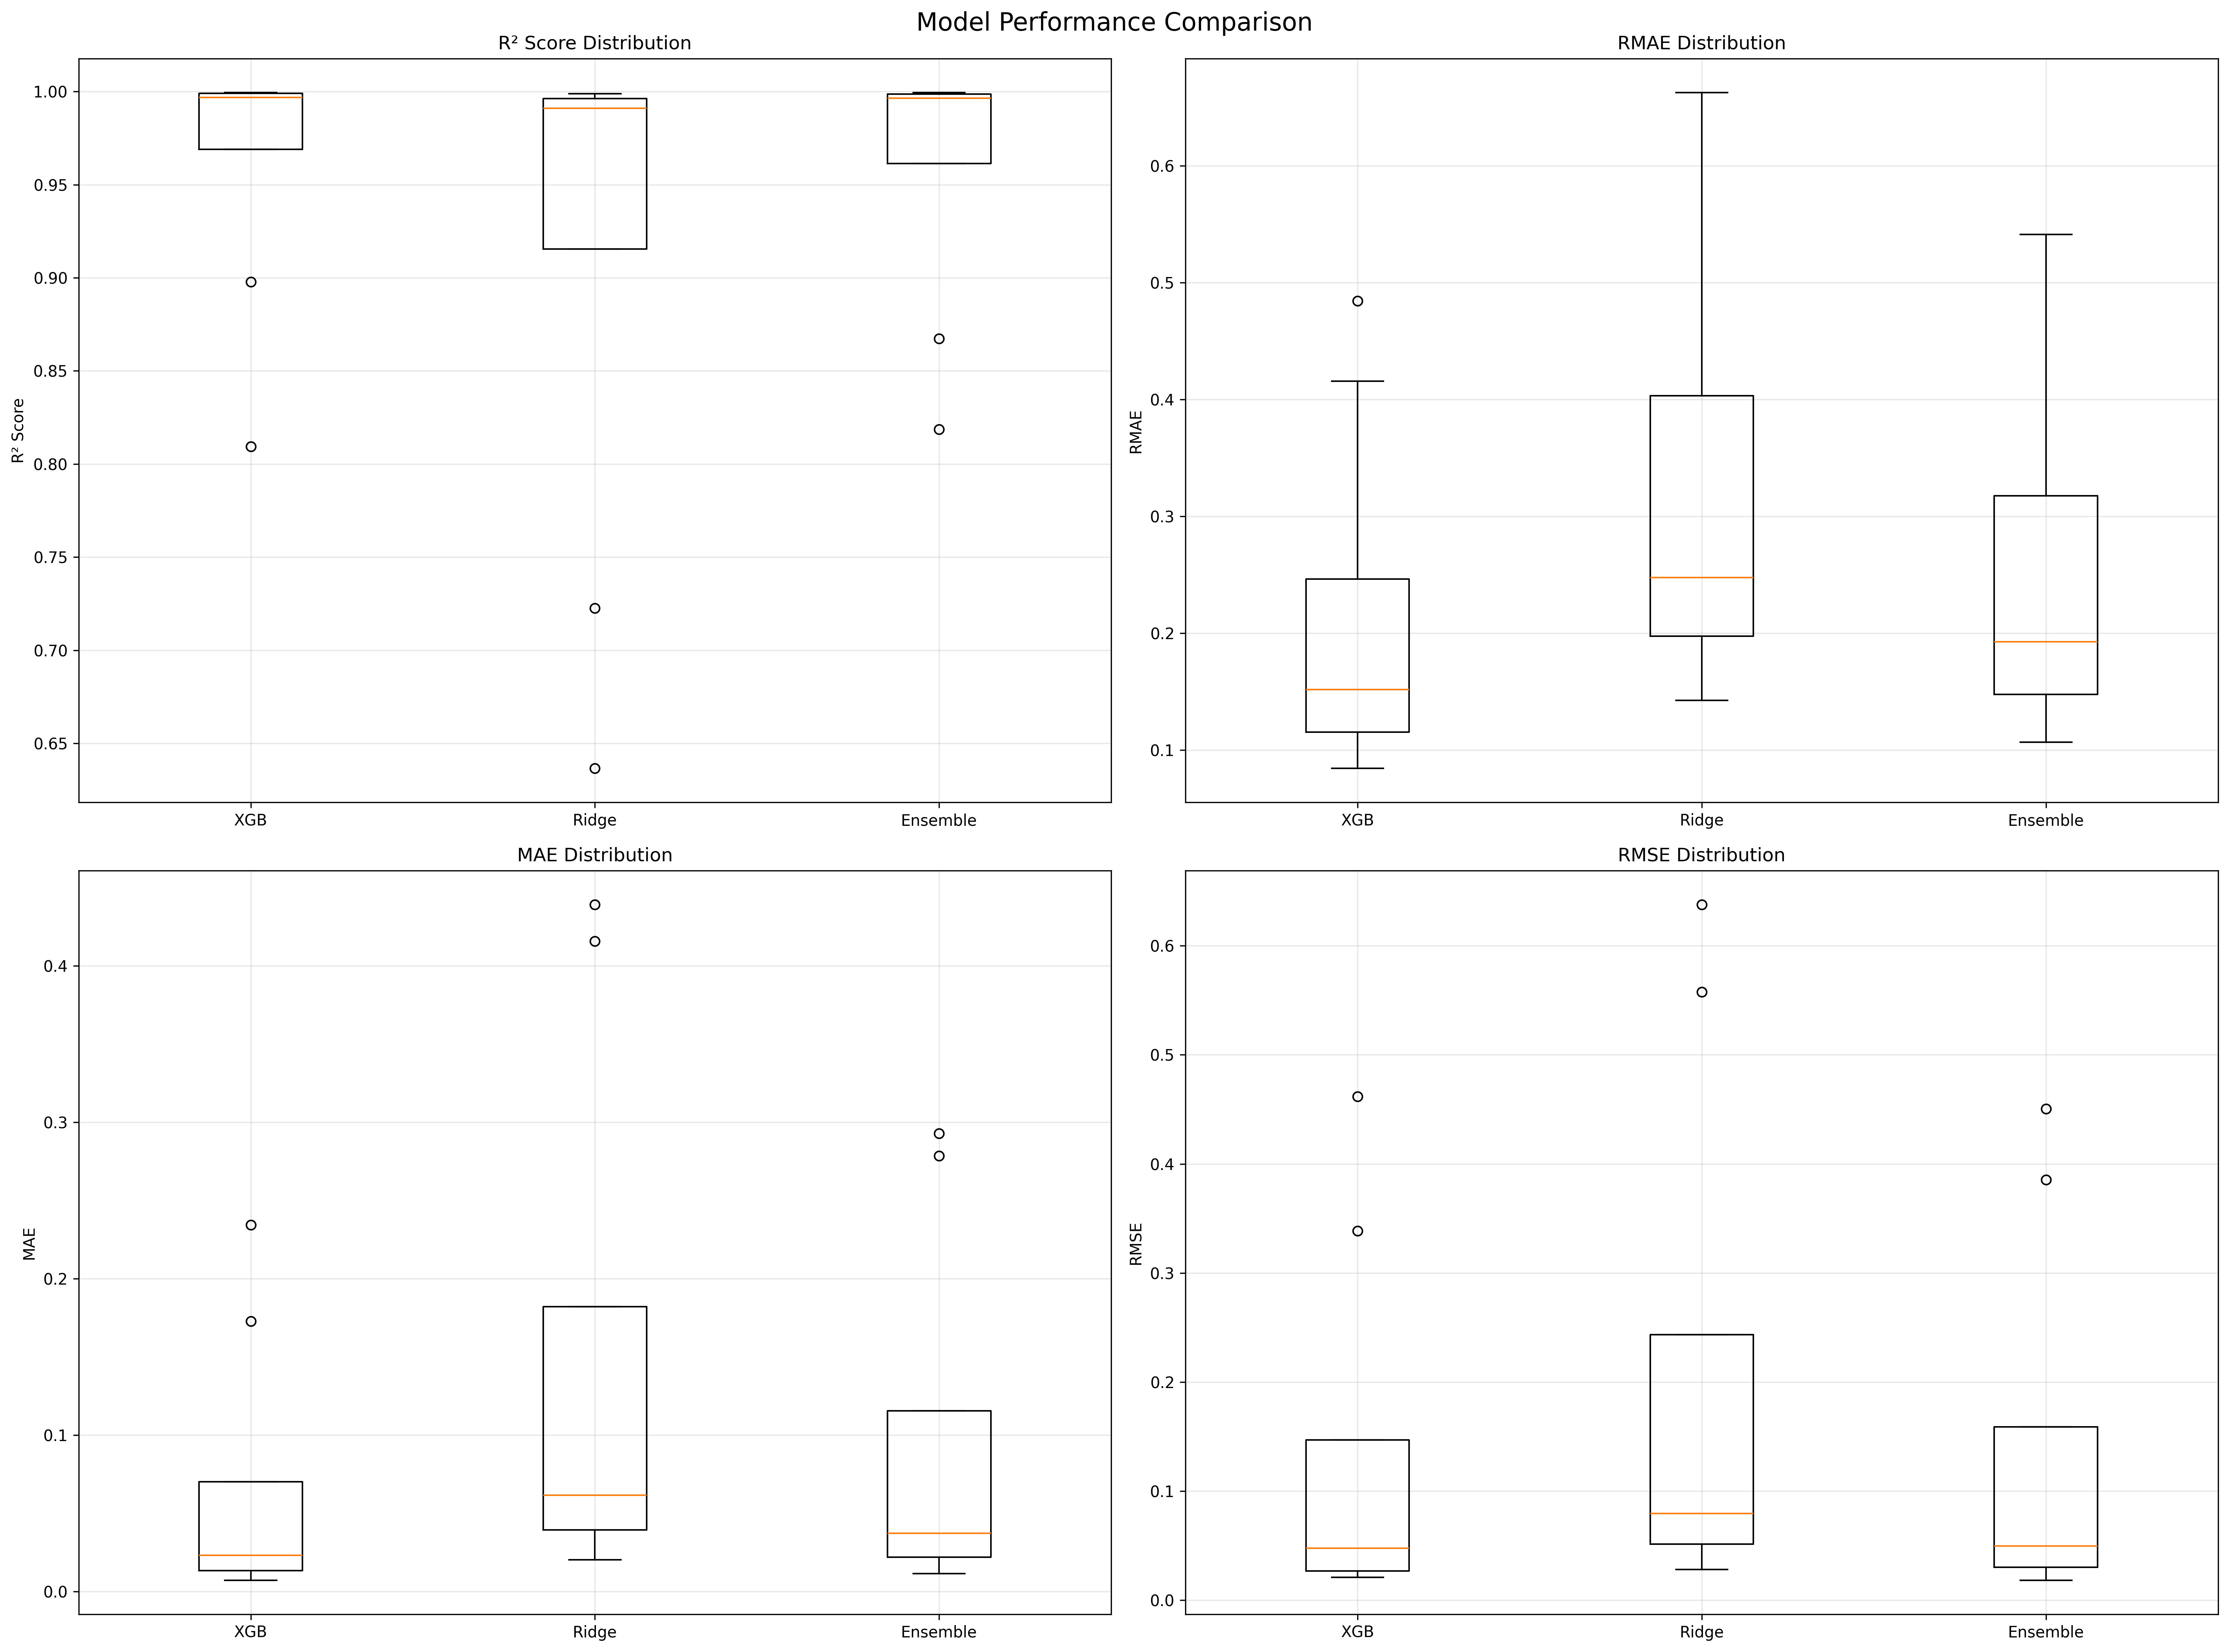 Model Performance Comparison
R² Score Distribution
R² Score
1.00
0.95
0.90
0.85
0.80
0.75
0.70
0.65
XGB
Ridge
Ensemble
RMAE Distribution
RMAE
0.6
0.5
0.4
0.3
0.2
0.1
XGB
Ridge
Ensemble
MAE Distribution
MAE
0.4
0.3
0.2
0.1
0.0
XGB
Ridge
Ensemble
RMSE Distribution
RMSE
0.6
0.5
0.4
0.3
0.2
0.1
0.0
XGB
Ridge
Ensemble